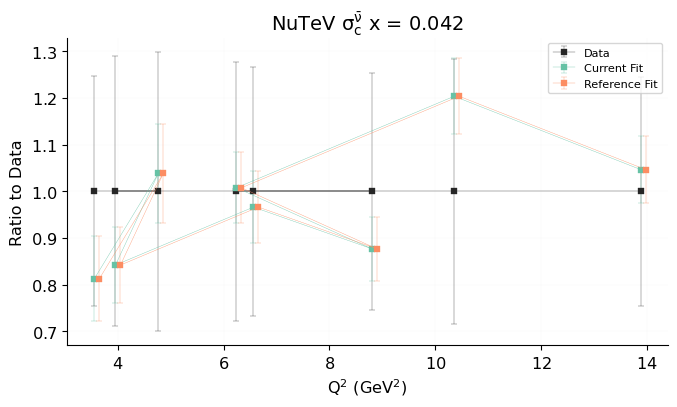 NuTeV σ_c^ν̄ x = 0.042
Data
Current Fit
Reference Fit
Ratio to Data
1.3
1.2
1.1
1.0
0.9
0.8
0.7
4 6 8 10 12 14
Q² (GeV²)